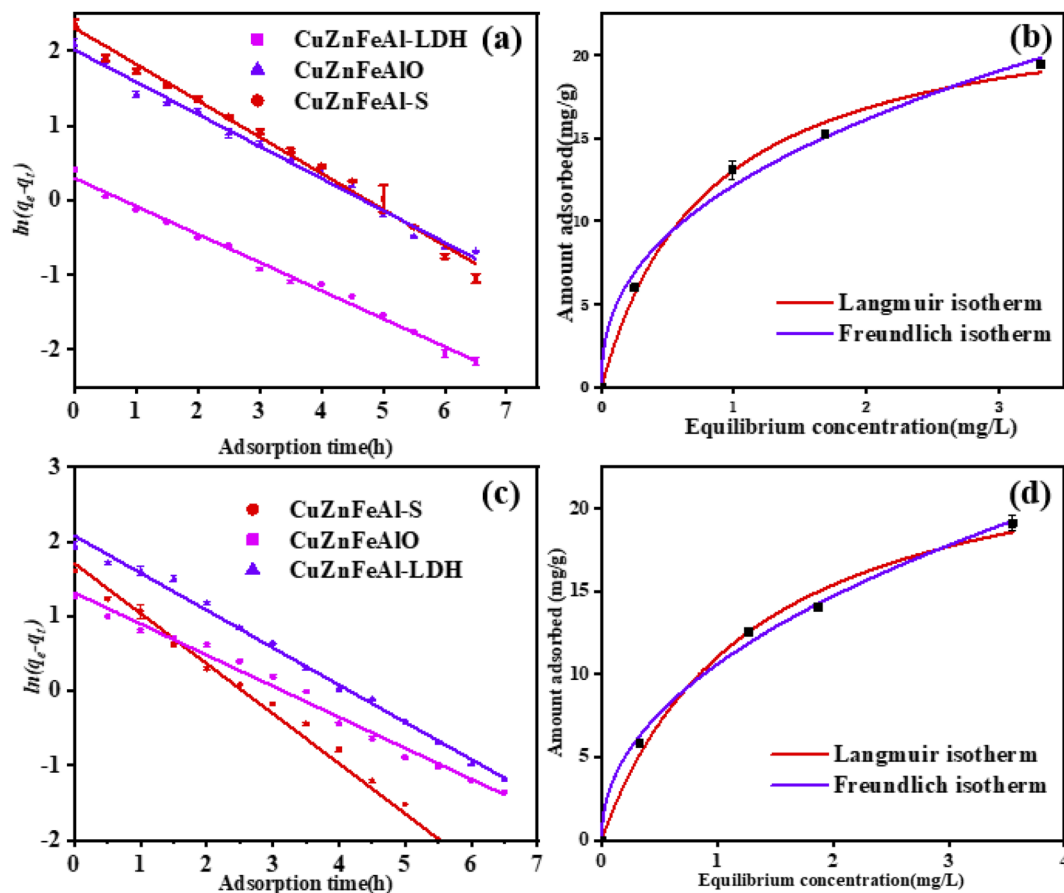 (a)
CuZnFeAl-LDH
CuZnFeAlO
CuZnFeAl-S
ln(qe-qt)
2
1
0
-1
-2
0 1 2 3 4 5 6 7
Adsorption time(h)
(b)
Amount adsorbed(mg/g)
20
15
10
5
0
Langmuir isotherm
Freundlich isotherm
0 1 2 3
Equilibrium concentration(mg/L)
(c)
CuZnFeAl-S
CuZnFeAlO
CuZnFeAl-LDH
ln(qe-qt)
3
2
1
0
-1
-2
0 1 2 3 4 5 6 7
Adsorption time(h)
(d)
Amount adsorbed (mg/g)
20
15
10
5
0
Langmuir isotherm
Freundlich isotherm
0 1 2 3 4
Equilibrium concentration(mg/L)